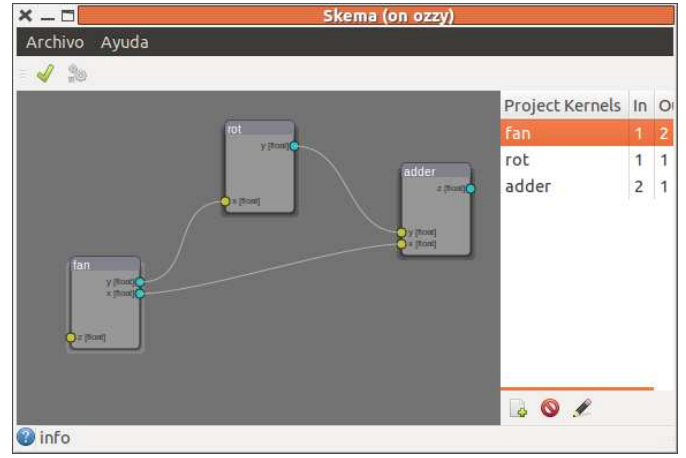 Skema (on ozzy)
Archivo Ayuda
Project Kernels In Ou
fan 1 2
rot 1 1
adder 2 1
rot
y [float]
x [float]
adder
z [float]
y [float]
x [float]
fan
y [float]
x [float]
z [float]
info